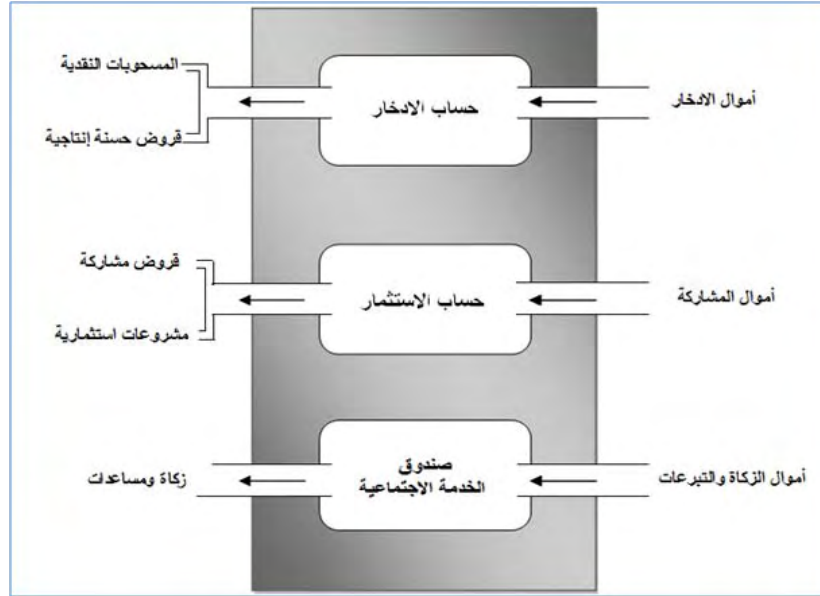 أموال الادخار
حساب الادخار
المسحوبات النقدية
قروض حسنة إنتاجية
أموال المشاركة
حساب الاستثمار
قروض مشاركة
مشروعات استثمارية
أموال الزكاة والتبرعات
صندوق
الخدمة الاجتماعية
زكاة ومساعدات